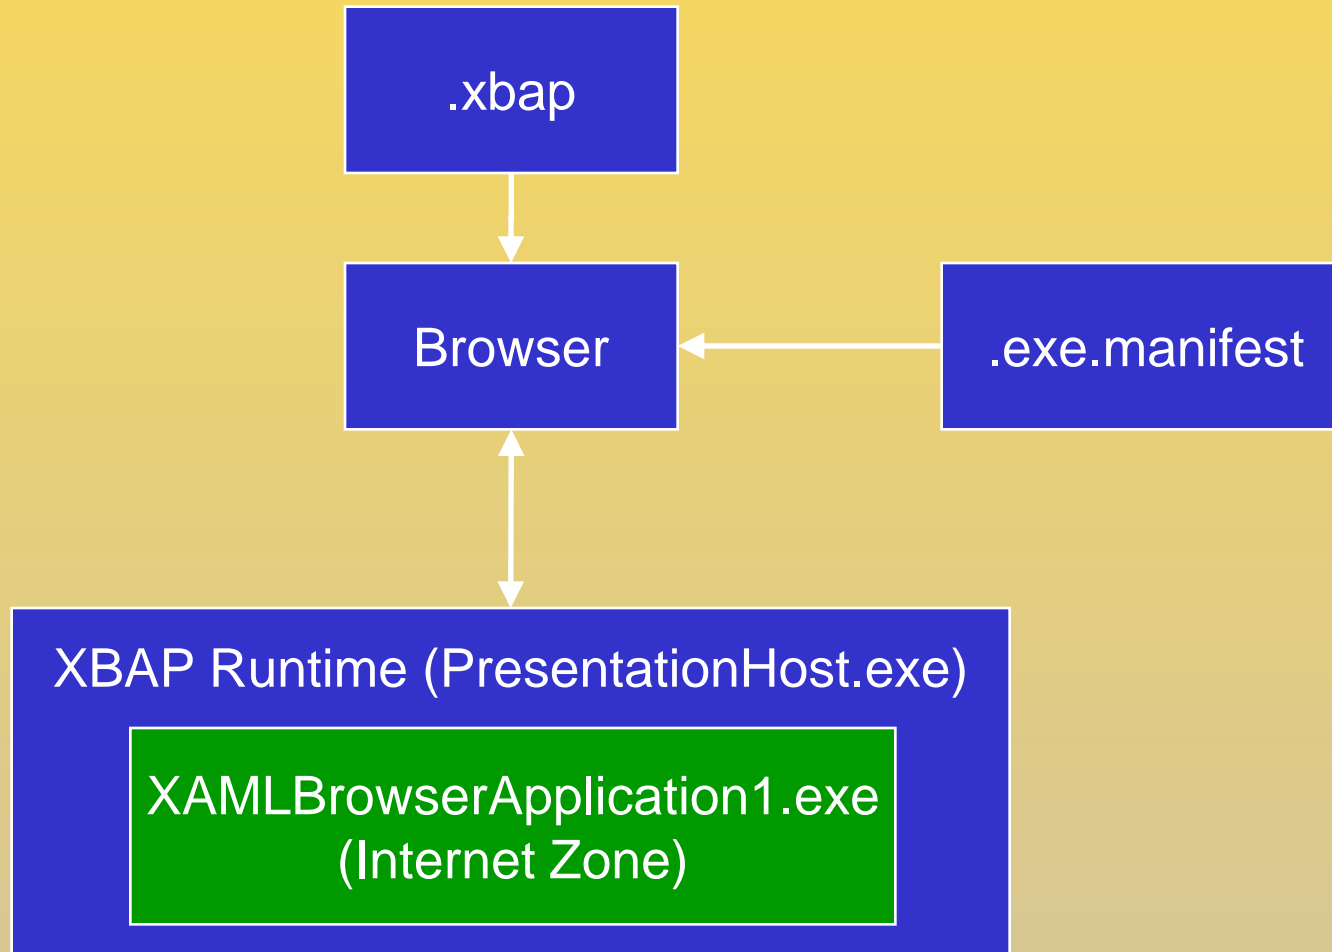 .xbap
Browser
.exe.manifest
XBAP Runtime (PresentationHost.exe)
XAMLBrowserApplication1.exe
(Internet Zone)